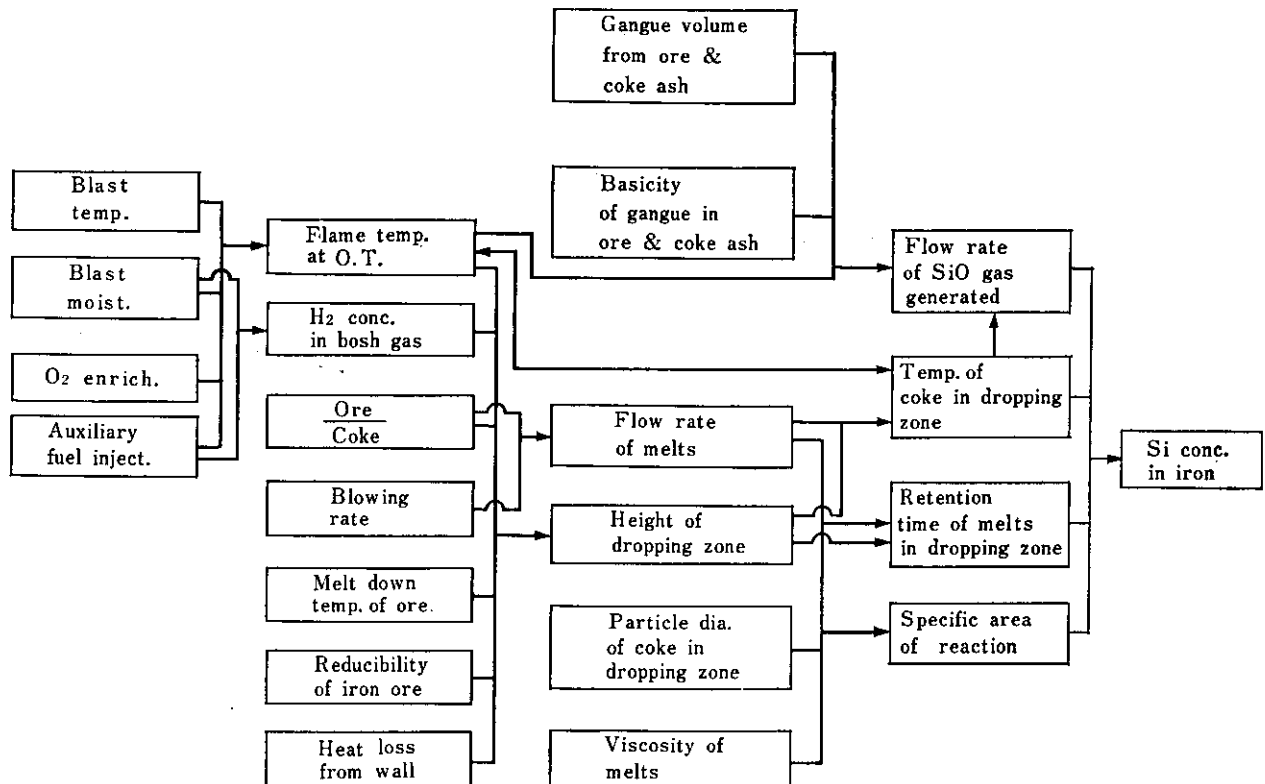 Gangue volume
from ore &
coke ash
Blast
temp.
Basicity
of gangue in
ore & coke ash
Flame temp.
at O.T.
Flow rate
of SiO gas
generated
Blast
moist.
H2 conc.
in bosh gas
O2 enrich.
Temp. of
coke in dropping
zone
Ore
Coke
Flow rate
of melts
Auxiliary
fuel inject.
Si conc.
in iron
Blowing
rate
Height of
dropping zone
Retention
time of melts
in dropping zone
Melt down
temp. of ore.
Particle dia.
of coke in
dropping zone
Specific area
of reaction
Reducibility
of iron ore
Heat loss
from wall
Viscosity of
melts